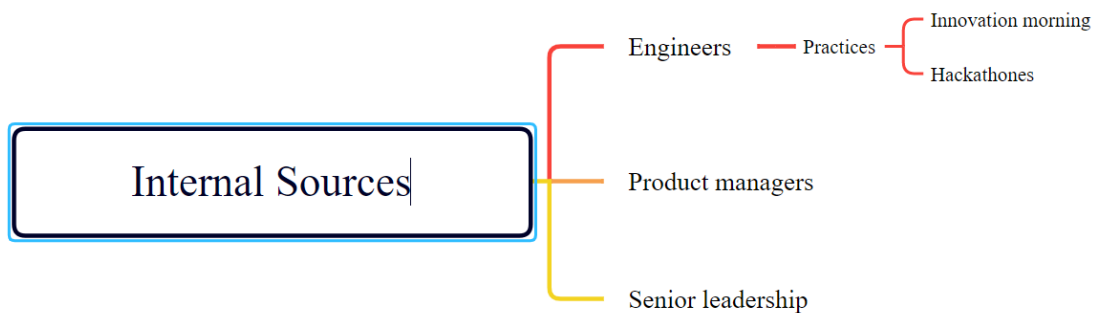 Internal Sources
Engineers
Practices
Innovation morning
Hackathones
Product managers
Senior leadership